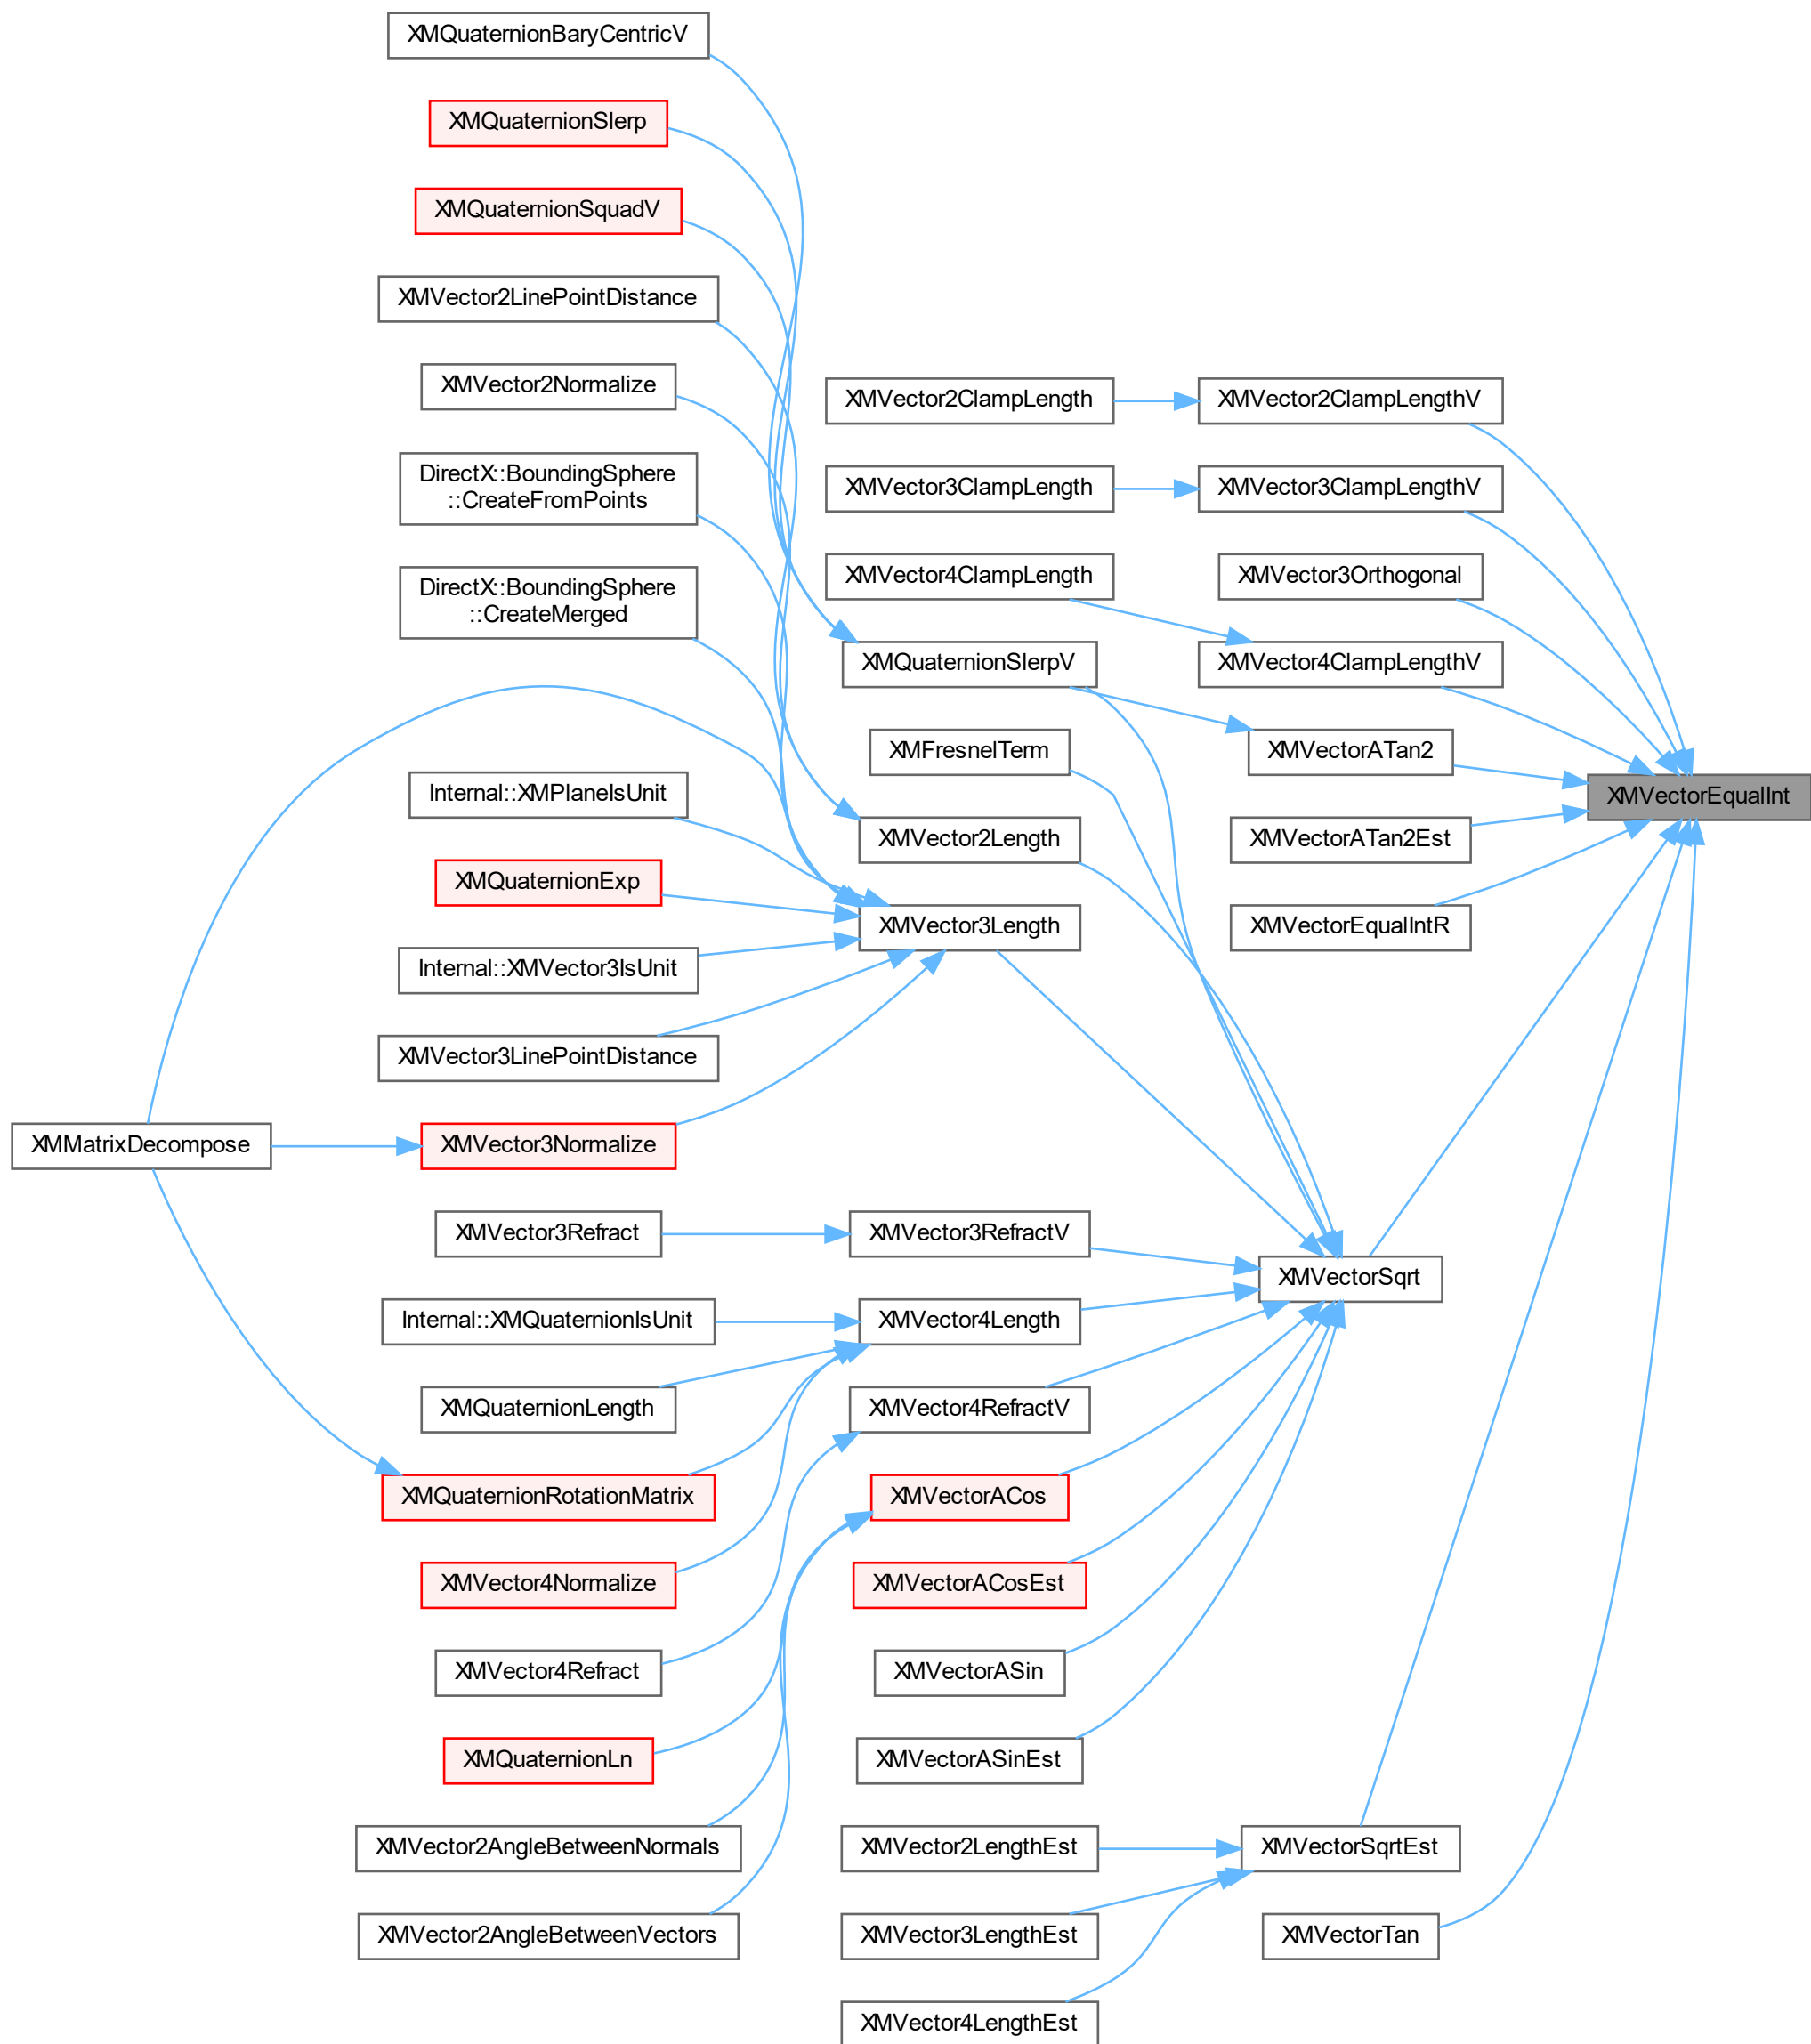 XMQuaternionBaryCentricV
XMQuaternionSlerp
XMQuaternionSquadV
XMVector2LinePointDistance
XMVector2Normalize
DirectX::BoundingSphere
::CreateFromPoints
DirectX::BoundingSphere
::CreateMerged
Internal::XMPlaneIsUnit
XMQuaternionExp
Internal::XMVector3IsUnit
XMVector3LinePointDistance
XMMatrixDecompose
XMVector3Normalize
XMVector3Refract
Internal::XMQuaternionIsUnit
XMQuaternionLength
XMQuaternionRotationMatrix
XMVector4Normalize
XMVector4Refract
XMQuaternionLn
XMVector2AngleBetweenNormals
XMVector2AngleBetweenVectors
XMVector2ClampLength
XMVector3ClampLength
XMVector4ClampLength
XMQuaternionSlerpV
XMFresnelTerm
XMVector2Length
XMVector3Length
XMVector3RefractV
XMVector4Length
XMVector4RefractV
XMVectorACos
XMVectorACosEst
XMVectorASin
XMVectorASinEst
XMVector2LengthEst
XMVector3LengthEst
XMVector4LengthEst
XMVector2ClampLengthV
XMVector3ClampLengthV
XMVector3Orthogonal
XMVector4ClampLengthV
XMVectorATan2
XMVectorATan2Est
XMVectorEqualIntR
XMVectorSqrt
XMVectorSqrtEst
XMVectorTan
XMVectorEqualInt